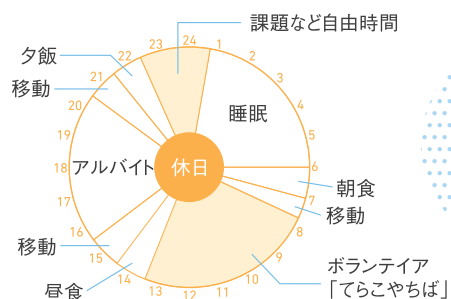 課題など自由時間
夕飯
移動
睡眠
アルバイト
休日
朝食
移動
移動
昼食
ボランテイア
「てらこやちば」
1
2
3
4
5
6
7
8
9
10
11
12
13
14
15
16
17
18
19
20
21
22
23
24